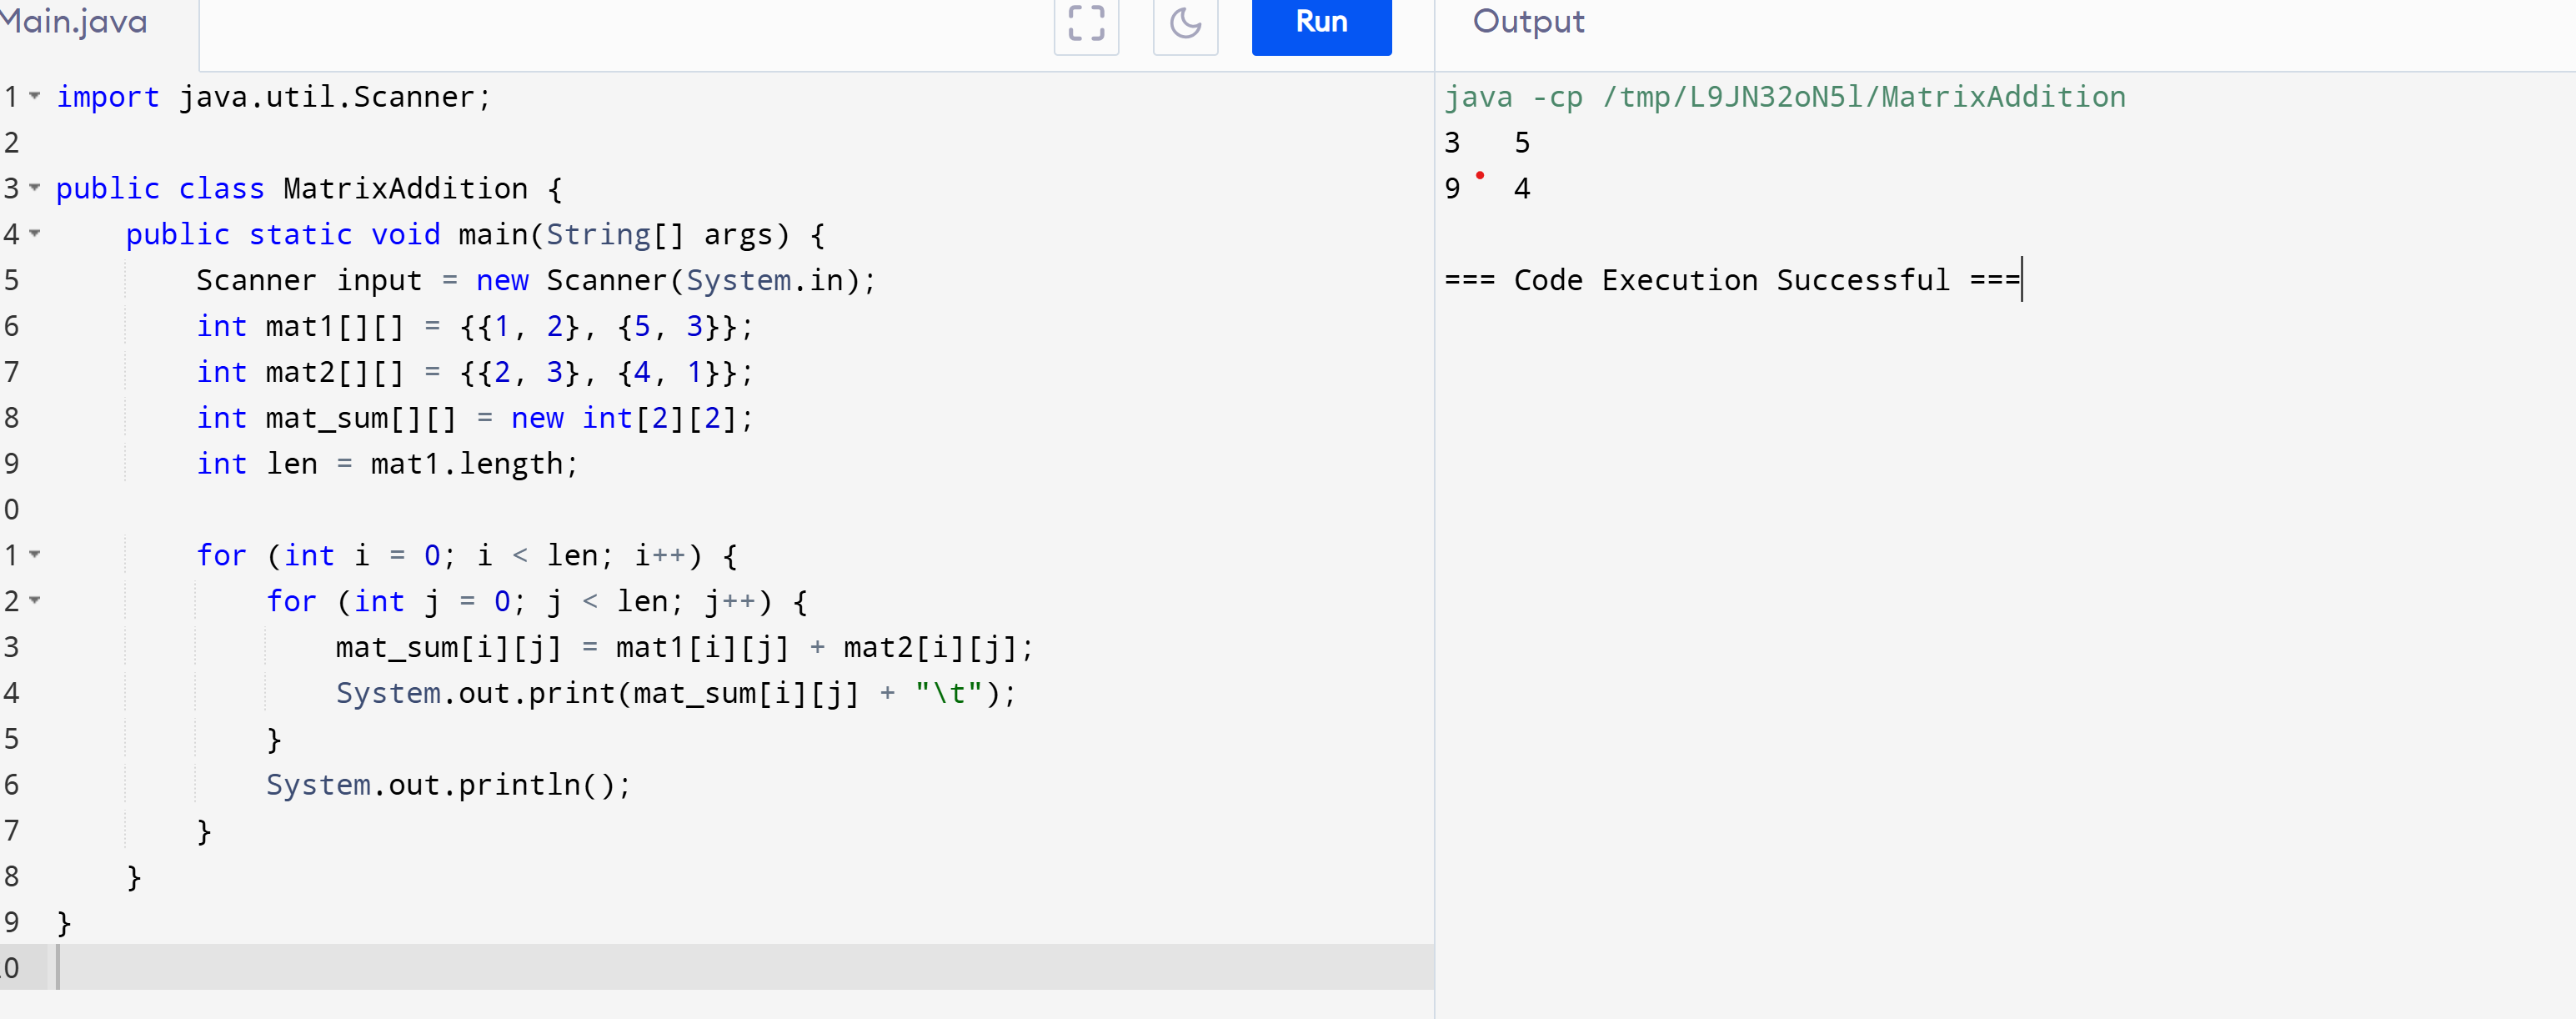 Main.java
Run
Output
1 import java.util.Scanner;
2
3 public class MatrixAddition {
4     public static void main(String[] args) {
5         Scanner input = new Scanner(System.in);
6         int mat1[][] = {{1, 2}, {5, 3}};
7         int mat2[][] = {{2, 3}, {4, 1}};
8         int mat_sum[][] = new int[2][2];
9         int len = mat1.length;
0
1         for (int i = 0; i < len; i++) {
2             for (int j = 0; j < len; j++) {
3                 mat_sum[i][j] = mat1[i][j] + mat2[i][j];
4                 System.out.print(mat_sum[i][j] + "\t");
5             }
6             System.out.println();
7         }
8     }
9 }
0
java -cp /tmp/L9JN32oN5l/MatrixAddition
3   5
9   4
=== Code Execution Successful ===